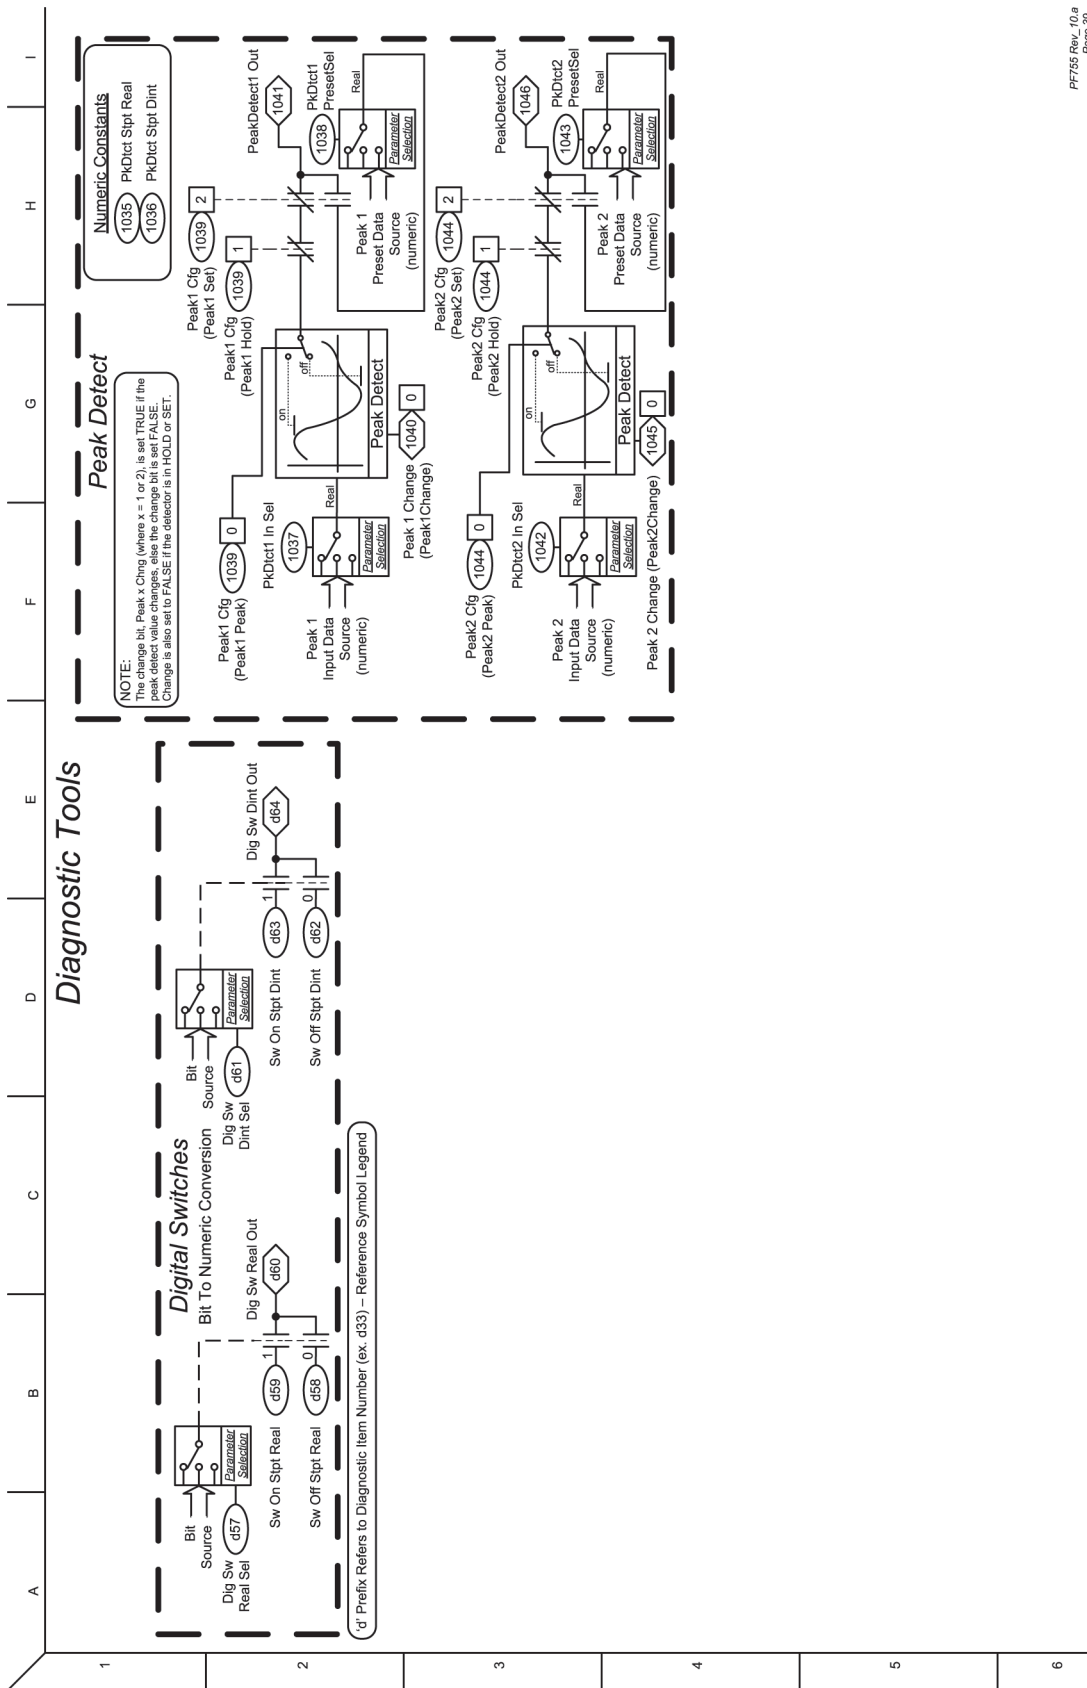 A
B
C
D
E
F
G
H
I
1
2
3
4
5
6
Diagnostic Tools
Digital Switches
Bit To Numeric Conversion
Bit
Source
Parameter
Selection
Dig Sw
Real Sel
d57
Sw On Stpt Real
d59
1
Sw Off Stpt Real
d58
0
Dig Sw Real Out
d60
Bit
Source
Parameter
Selection
Dig Sw
Dint Sel
d61
Sw On Stpt Dint
d63
1
Sw Off Stpt Dint
d62
0
Dig Sw Dint Out
d64
'd' Prefix Refers to Diagnostic Item Number (ex. d33) – Reference Symbol Legend
Peak Detect
NOTE:
The change bit, Peak x Chng (where x = 1 or 2), is set TRUE if the
peak detect value changes, else the change bit is set FALSE.
Change is also set to FALSE if the detector is in HOLD or SET.
Numeric Constants
1035 PkDtct Stpt Real
1036 PkDtct Stpt Dint
Peak1 Cfg
(Peak1 Peak)
1039 0
PkDtct1 In Sel
1037
Peak 1
Input Data
Source
(numeric)
Parameter
Selection
Real
on
off
Peak Detect
1040 0
Peak 1 Change
(Peak1Change)
Peak1 Cfg
(Peak1 Set)
1039 2
Peak1 Cfg
(Peak1 Hold)
1039 1
PeakDetect1 Out
1041
PkDtct1
PresetSel
1038
Peak 1
Preset Data
Source
(numeric)
Parameter
Selection
Real
Peak2 Cfg
(Peak2 Peak)
1044 0
PkDtct2 In Sel
1042
Peak 2
Input Data
Source
(numeric)
Parameter
Selection
Real
on
off
Peak Detect
1045 0
Peak 2 Change (Peak2Change)
Peak2 Cfg
(Peak2 Set)
1044 2
Peak2 Cfg
(Peak2 Hold)
1044 1
PeakDetect2 Out
1046
PkDtct2
PresetSel
1043
Peak 2
Preset Data
Source
(numeric)
Parameter
Selection
Real
PF755 Rev_10.a